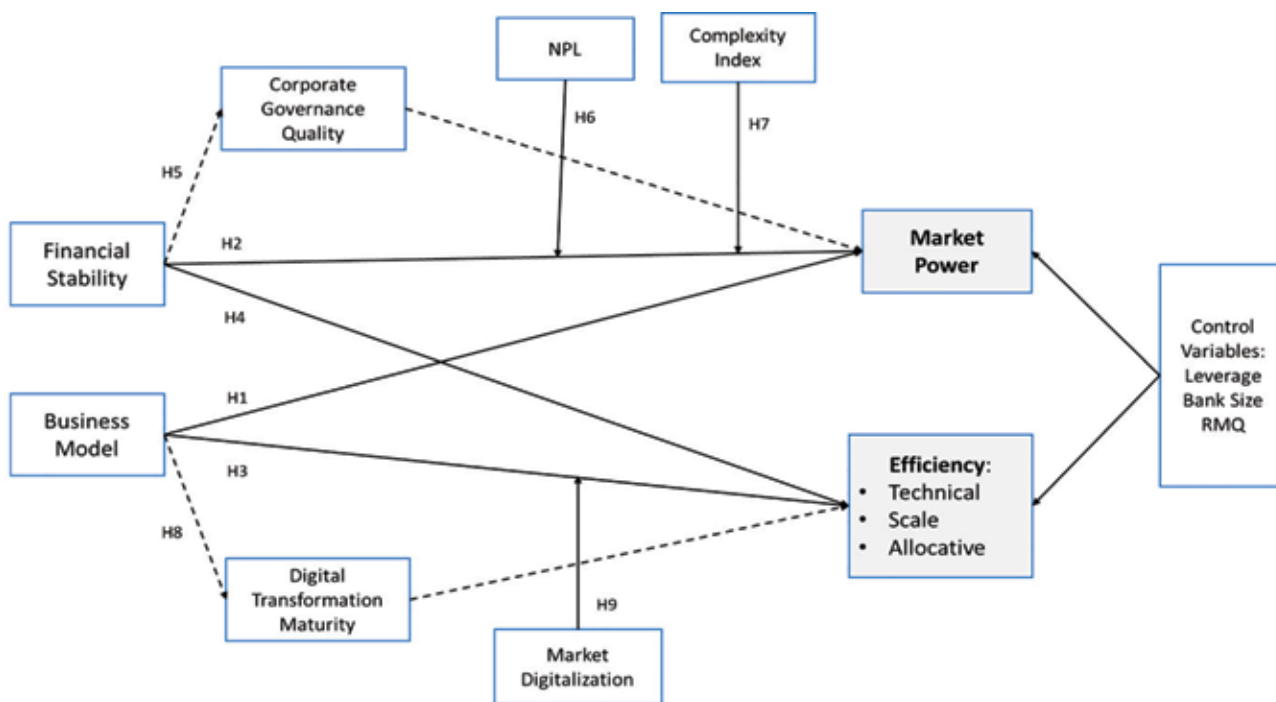 NPL
Complexity
Index
Corporate
Governance
Quality
H6
H7
H5
Financial
Stability
H2
Market
Power
H4
Control
Variables:
Leverage
Bank Size
RMQ
Business
Model
H1
H3
Efficiency:
• Technical
• Scale
• Allocative
H8
Digital
Transformation
Maturity
H9
Market
Digitalization